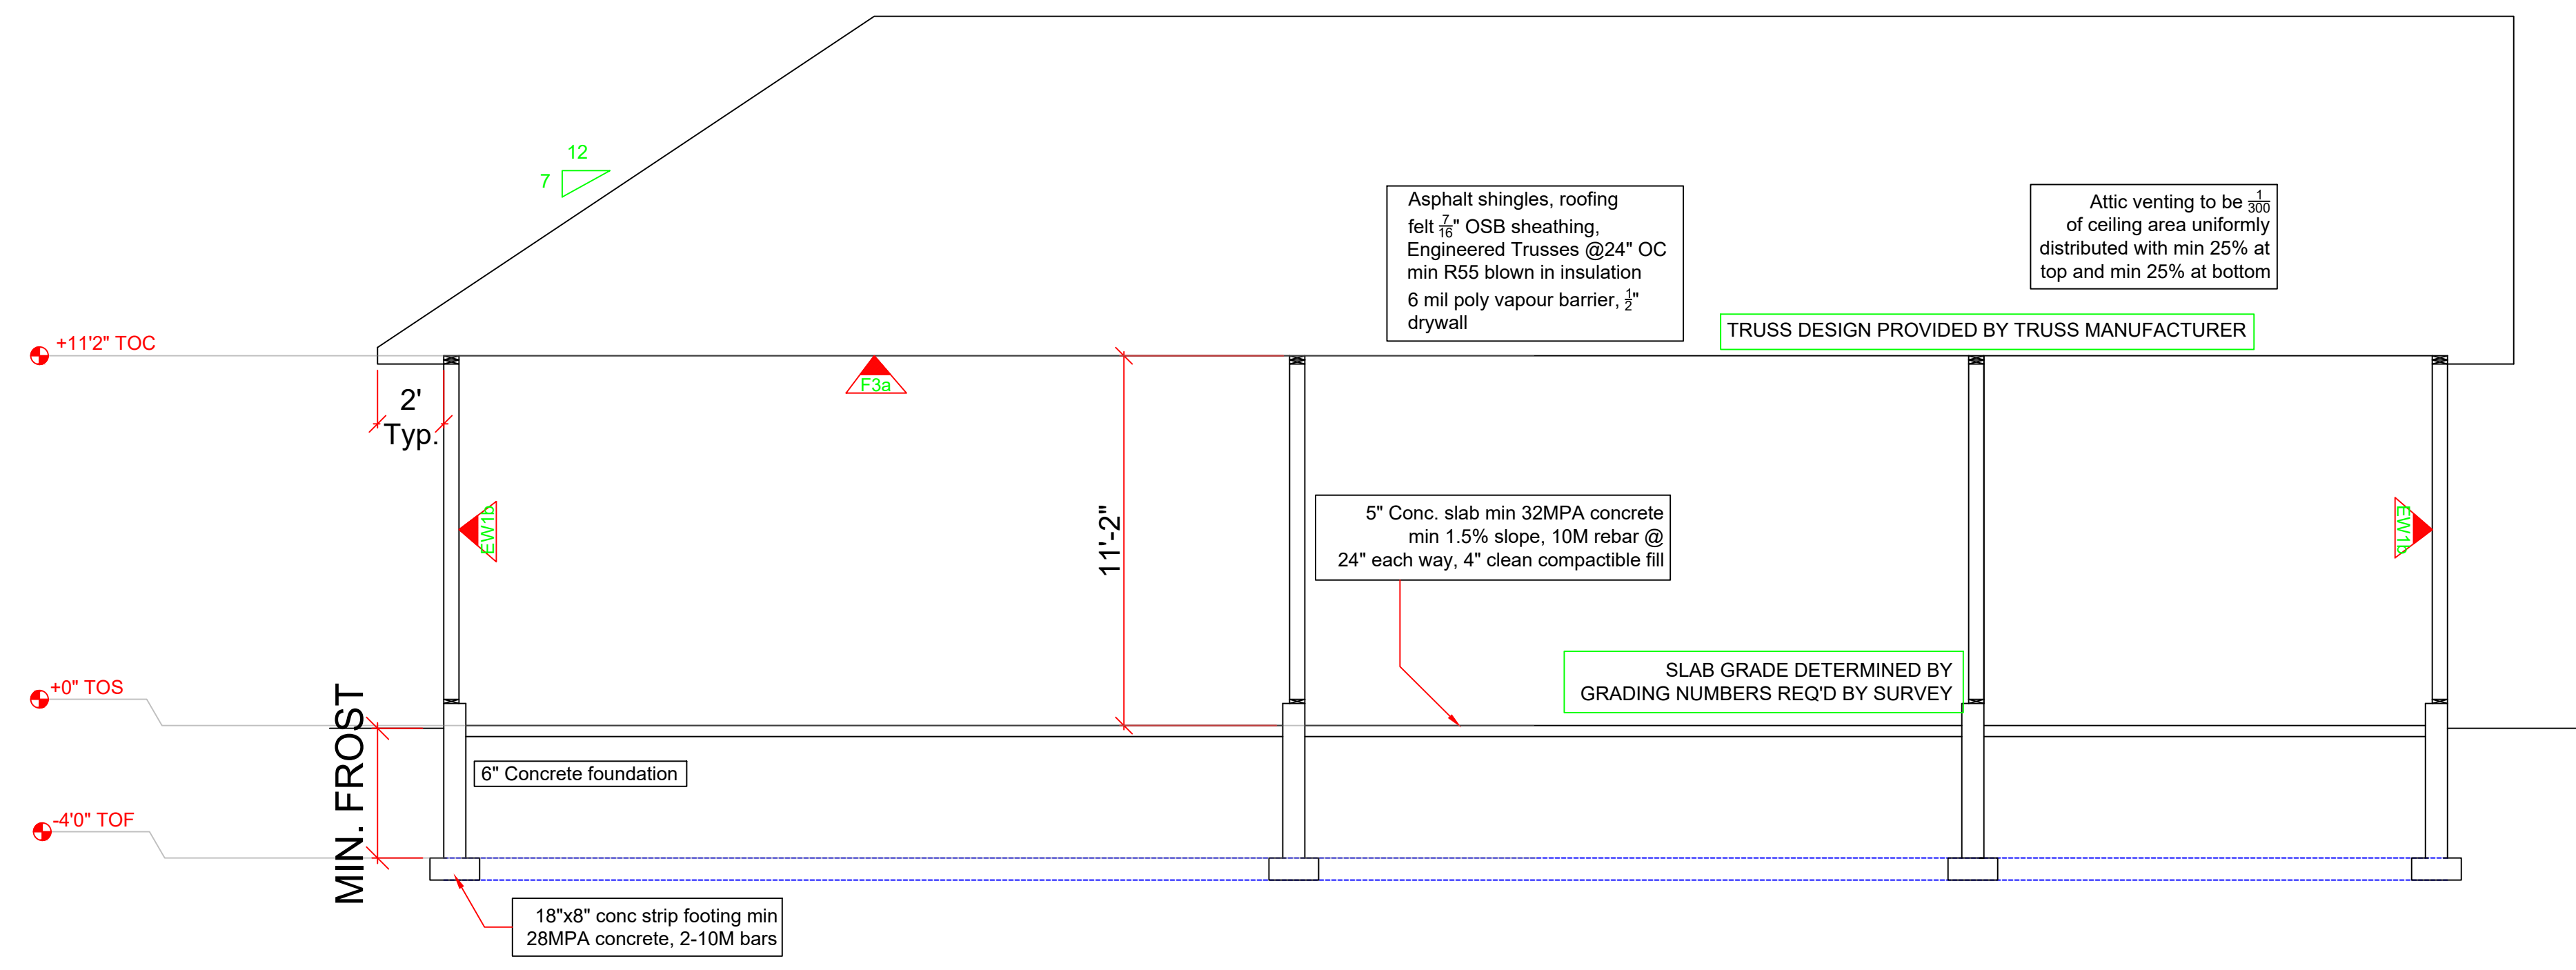 12
7
Asphalt shingles, roofing
felt 7/16" OSB sheathing,
Engineered Trusses @24" OC
min R55 blown in insulation
6 mil poly vapour barrier, 1/2"
drywall
Attic venting to be 1/300
of ceiling area uniformly
distributed with min 25% at
top and min 25% at bottom
TRUSS DESIGN PROVIDED BY TRUSS MANUFACTURER
+11'2" TOC
F3a
2'
Typ.
EW1b
11'-2"
5" Conc. slab min 32MPA concrete
min 1.5% slope, 10M rebar @
24" each way, 4" clean compactible fill
EW1b
SLAB GRADE DETERMINED BY
GRADING NUMBERS REQ'D BY SURVEY
+0" TOS
MIN. FROST
6" Concrete foundation
-4'0" TOF
18"x8" conc strip footing min
28MPA concrete, 2-10M bars